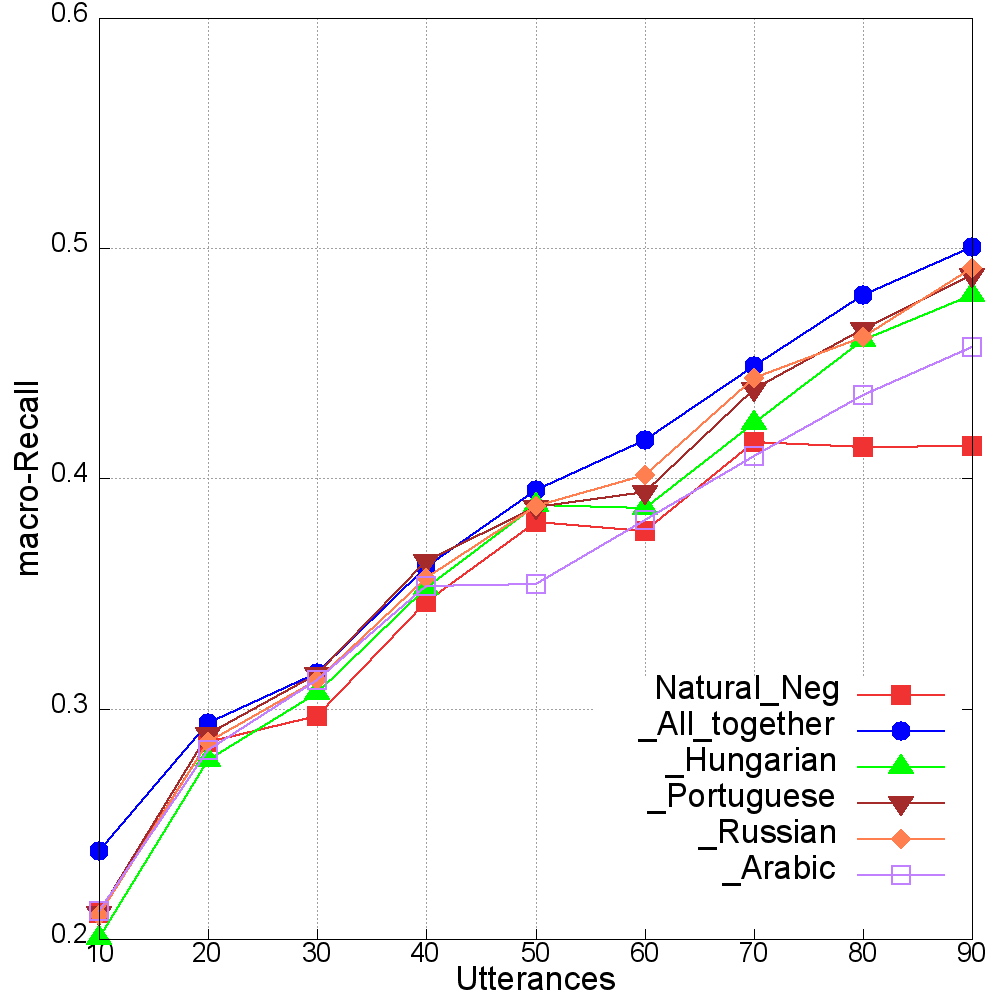 0.6
0.5
0.4
0.3
0.2
macro-Recall
Natural_Neg
_All_together
_Hungarian
_Portuguese
_Russian
_Arabic
10 20 30 40 50 60 70 80 90
Utterances